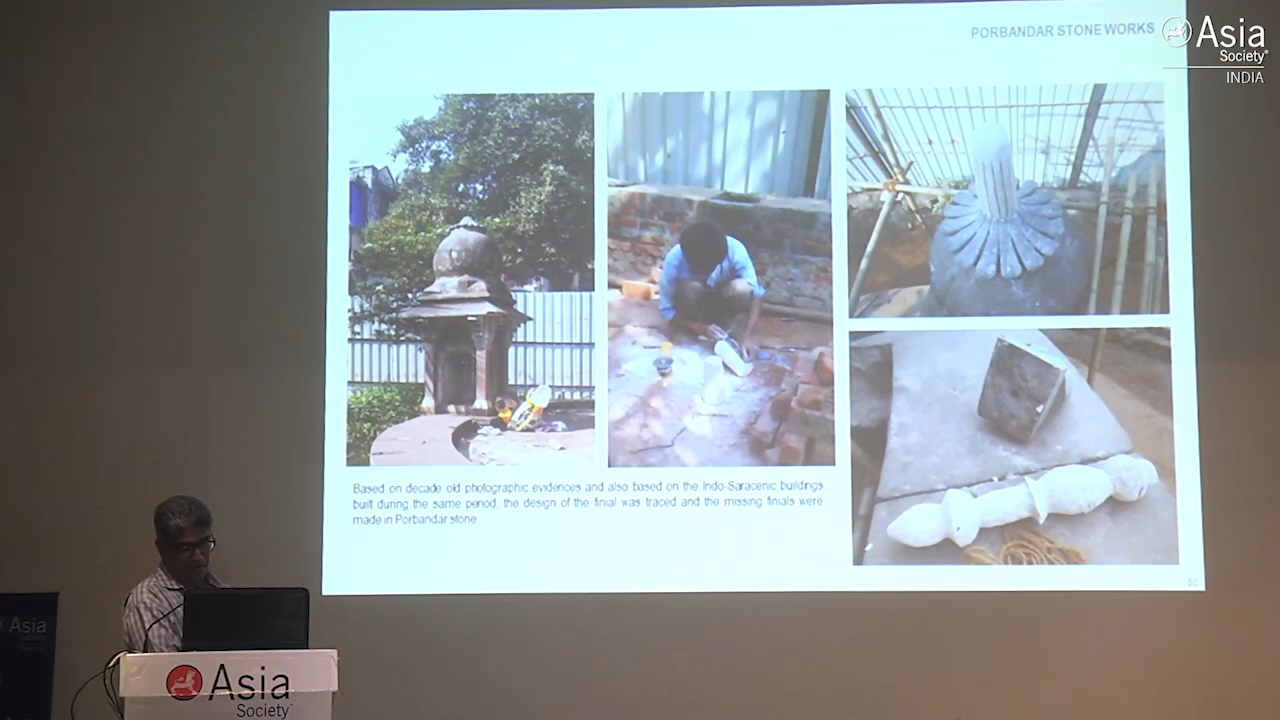 PORBANDAR STONE WORKS
Asia
Society
INDIA
Based on decade old photographic evidences and also based on the Indo-Saracenic buildings
built during the same period, the design of the finial was traced and the missing finials were
made in Porbandar stone
50
Asia
Society
Asia
Society